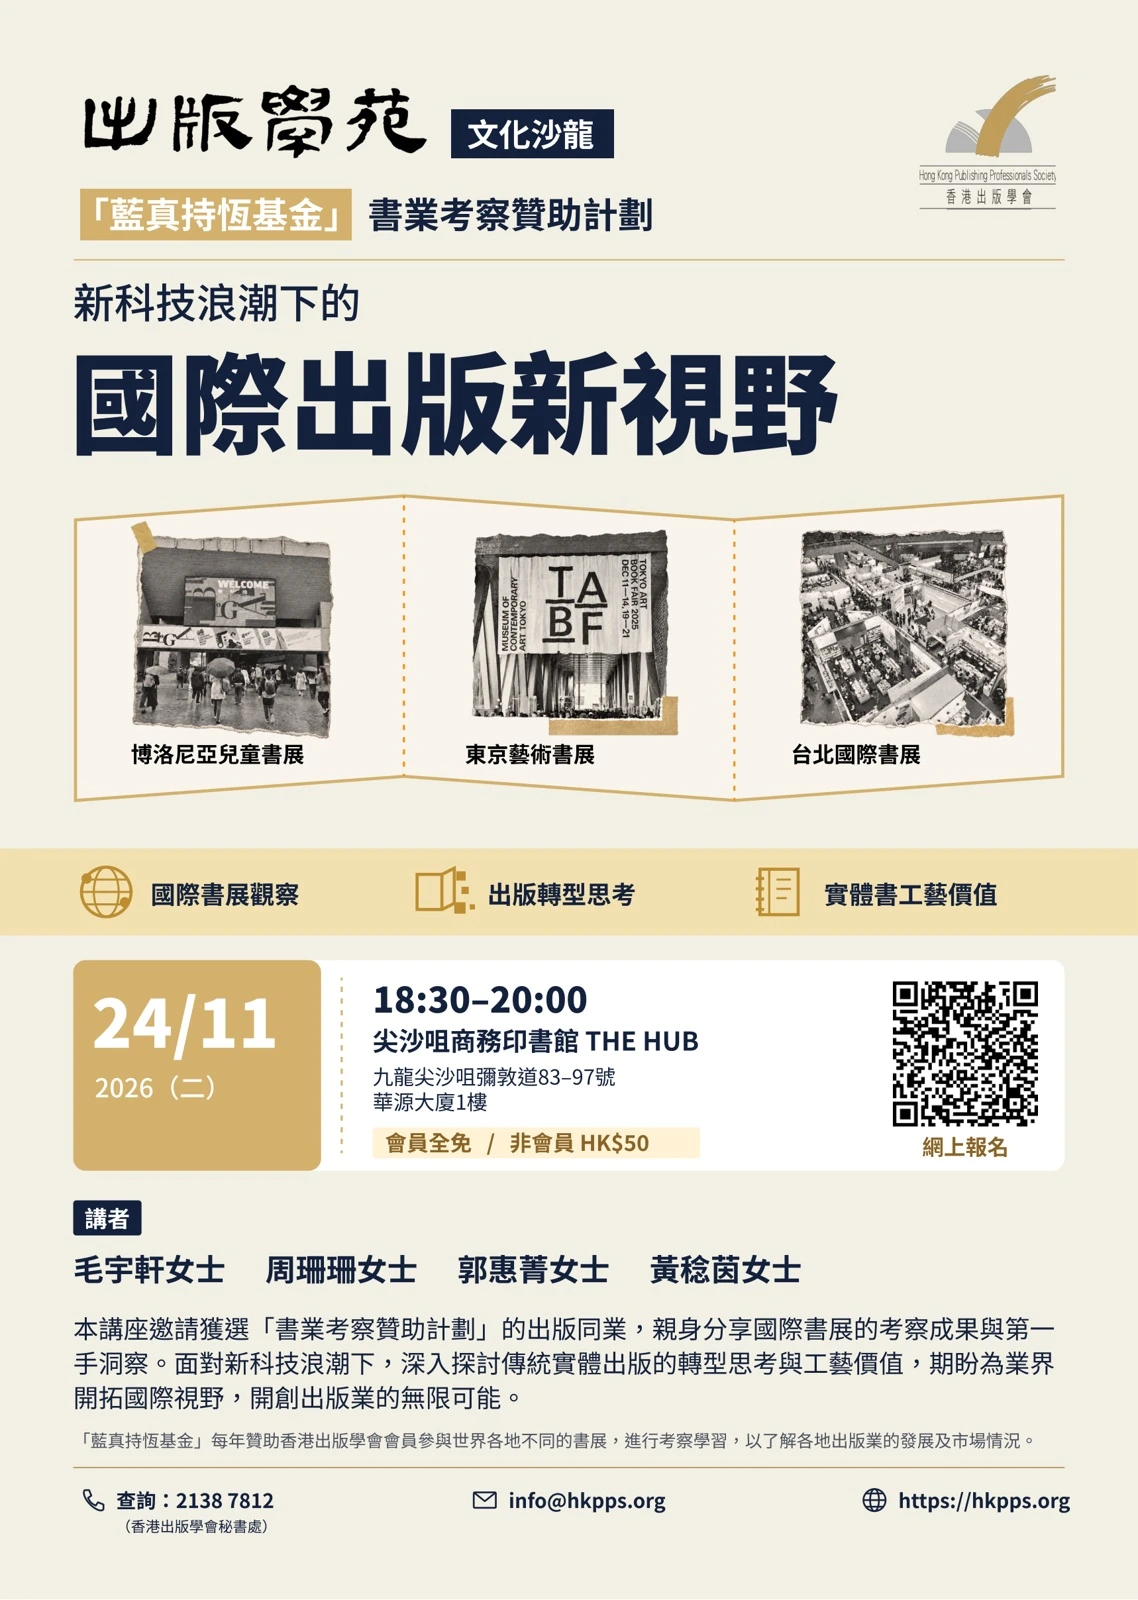 出版學苑 文化沙龍
Hong Kong Publishing Professionals Society
香港出版學會
「藍真持恆基金」 書業考察贊助計劃
新科技浪潮下的
國際出版新視野
WELCOME
MUSEUM OF
CONTEMPORARY
ART TOKYO
TABF
TOKYO ART
BOOK FAIR 2025
DEC 11—14, 19—21
博洛尼亞兒童書展
東京藝術書展
台北國際書展
國際書展觀察
出版轉型思考
實體書工藝價值
24/11
2026（二）
18:30–20:00
尖沙咀商務印書館 THE HUB
九龍尖沙咀彌敦道83–97號
華源大廈1樓
會員全免 / 非會員 HK$50
網上報名
講者
毛宇軒女士 周珊珊女士 郭惠菁女士 黃稔茵女士
本講座邀請獲選「書業考察贊助計劃」的出版同業，親身分享國際書展的考察成果與第一
手洞察。面對新科技浪潮下，深入探討傳統實體出版的轉型思考與工藝價值，期盼為業界
開拓國際視野，開創出版業的無限可能。
「藍真持恆基金」每年贊助香港出版學會會員參與世界各地不同的書展，進行考察學習，以了解各地出版業的發展及市場情況。
查詢：2138 7812
（香港出版學會秘書處）
info@hkpps.org
https://hkpps.org